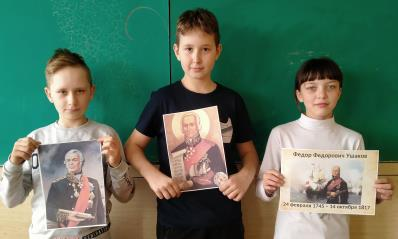 Федор Федорович Ушаков
24 февраля 1745 – 14 октября 1817